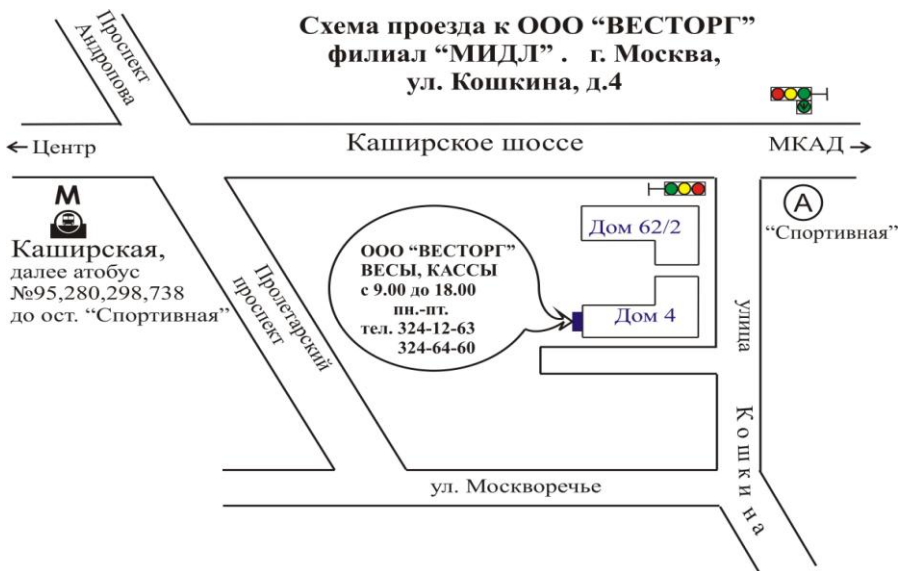 Схема проезда к ООО “ВЕСТОРГ”
филиал “МИДЛ” . г. Москва,
ул. Кошкина, д.4
Проспект
Андропова
←Центр
Каширское шоссе
МКАД→
М
Каширская,
далее атобус
№95,280,298,738
до ост. “Спортивная”
Пролетарский
проспект
ООО “ВЕСТОРГ”
ВЕСЫ, КАССЫ
с 9.00 до 18.00
пн.-пт.
тел. 324-12-63
324-64-60
Дом 62/2
Дом 4
А
“Спортивная”
улица
Кошкина
ул. Москворечье